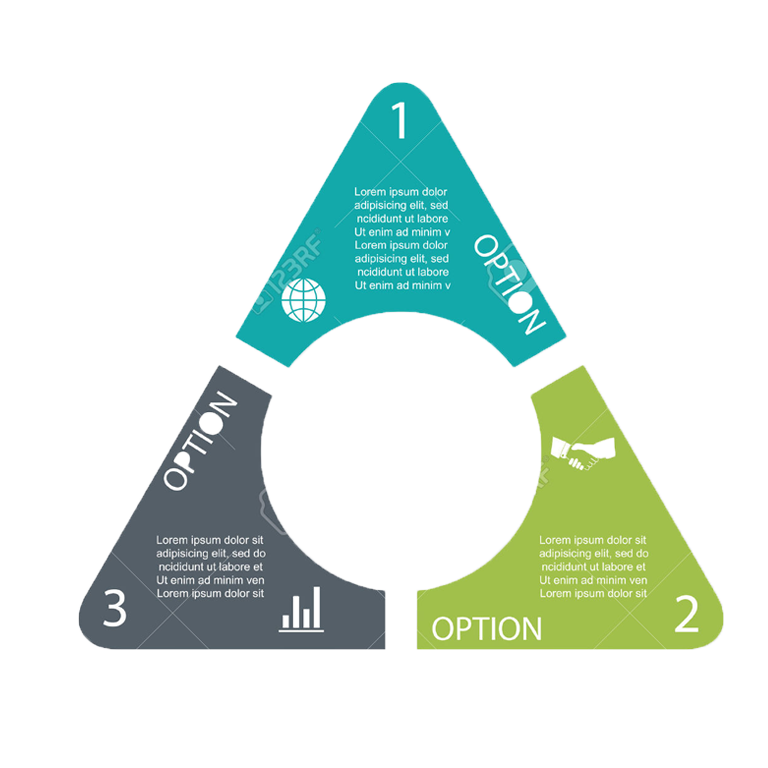 1
Lorem ipsum dolor
adipisicing elit, sed
ncididunt ut labore
Ut enim ad minim v
Lorem ipsum dolor
adipisicing elit, sed
ncididunt ut labore
Ut enim ad minim v
OPTION
123RF
OPTION
Lorem ipsum dolor sit
adipisicing elit, sed do
ncididunt ut labore et
Ut enim ad minim ven
Lorem ipsum dolor sit
3
Lorem ipsum dolor sit
adipisicing elit, sed do
ncididunt ut labore et
Ut enim ad minim ven
Lorem ipsum dolor sit
2
OPTION